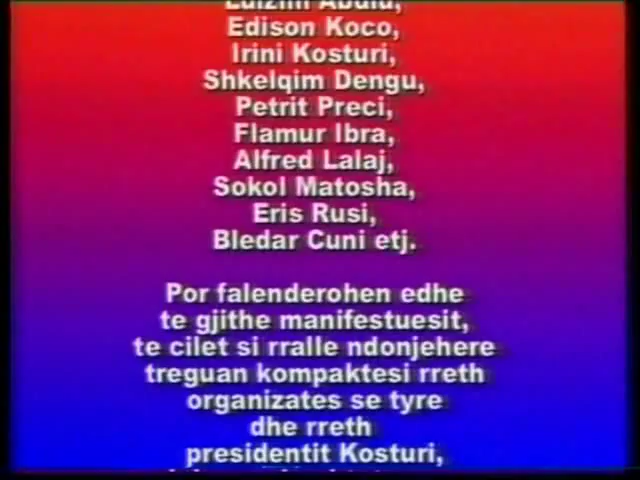 Edison Koco,
Irini Kosturi,
Shkelqim Dengu,
Petrit Preci,
Flamur Ibra,
Alfred Lalaj,
Sokol Matosha,
Eris Rusi,
Bledar Cuni etj.
Por falenderohen edhe
te gjithe manifestuesit,
te cilet si rralle ndonjehere
treguan kompaktesi rreth
organizates se tyre
dhe rreth
presidentit Kosturi,